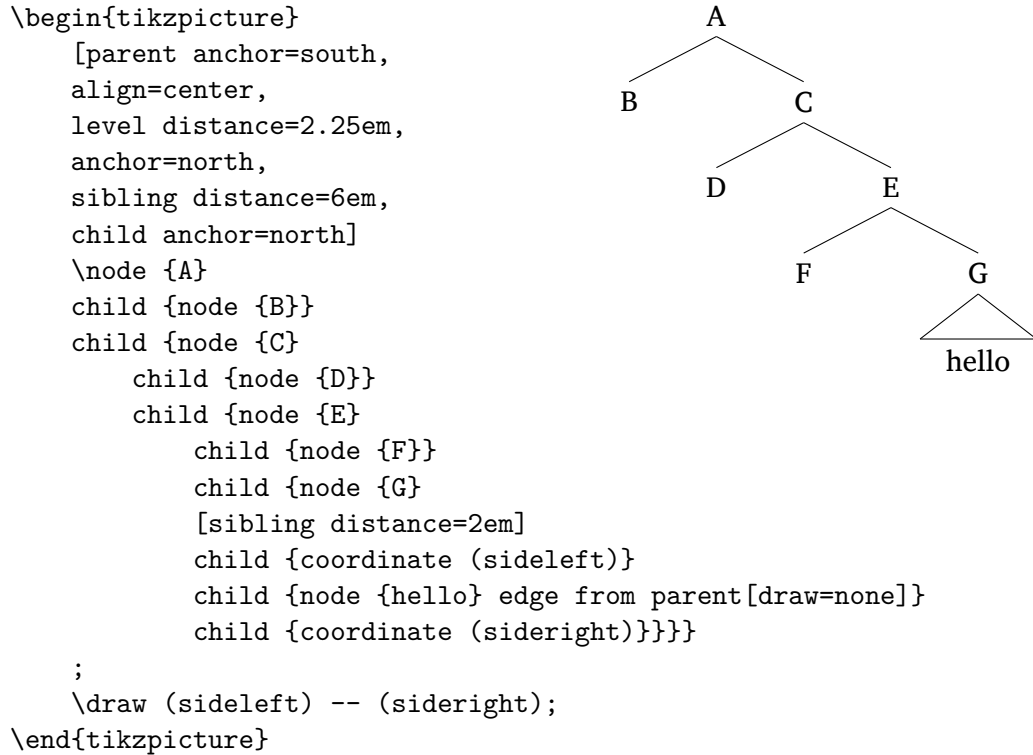 \begin{tikzpicture}
    [parent anchor=south,
    align=center,
    level distance=2.25em,
    anchor=north,
    sibling distance=6em,
    child anchor=north]
    \node {A}
    child {node {B}}
    child {node {C}
        child {node {D}}
        child {node {E}
            child {node {F}}
            child {node {G}
            [sibling distance=2em]
            child {coordinate (sideleft)}
            child {node {hello} edge from parent[draw=none]}
            child {coordinate (sideright)}}}}
    ;
    \draw (sideleft) -- (sideright);
\end{tikzpicture}
A
B C
D E
F G
hello